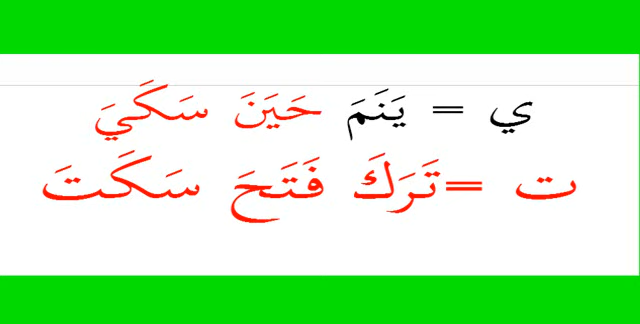 ي = يَنَمَ حَيَنَ سَكَيَ
ت = تَرَكَ فَتَحَ سَكَتَ